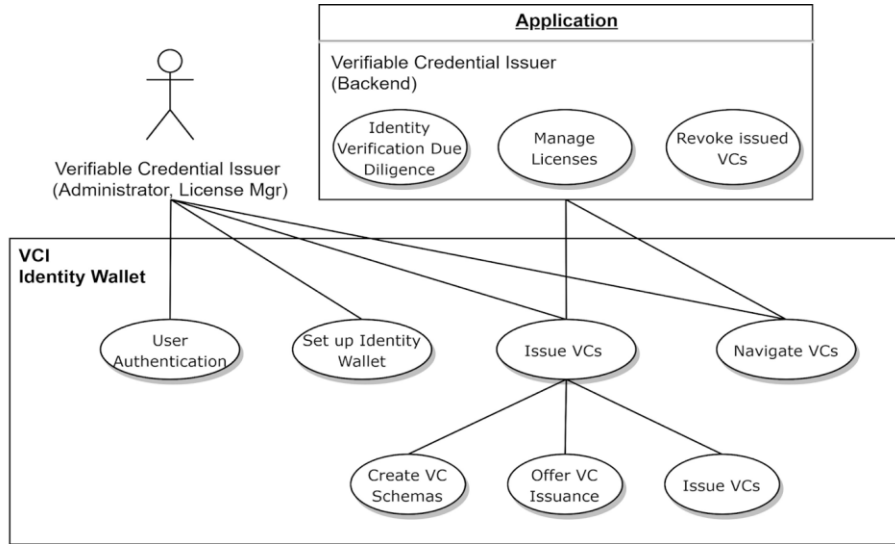 Application
Verifiable Credential Issuer
(Backend)
Identity
Verification Due
Diligence
Manage
Licenses
Revoke issued
VCs
Verifiable Credential Issuer
(Administrator, License Mgr)
VCI
Identity Wallet
User
Authentication
Set up Identity
Wallet
Issue VCs
Navigate VCs
Create VC
Schemas
Offer VC
Issuance
Issue VCs